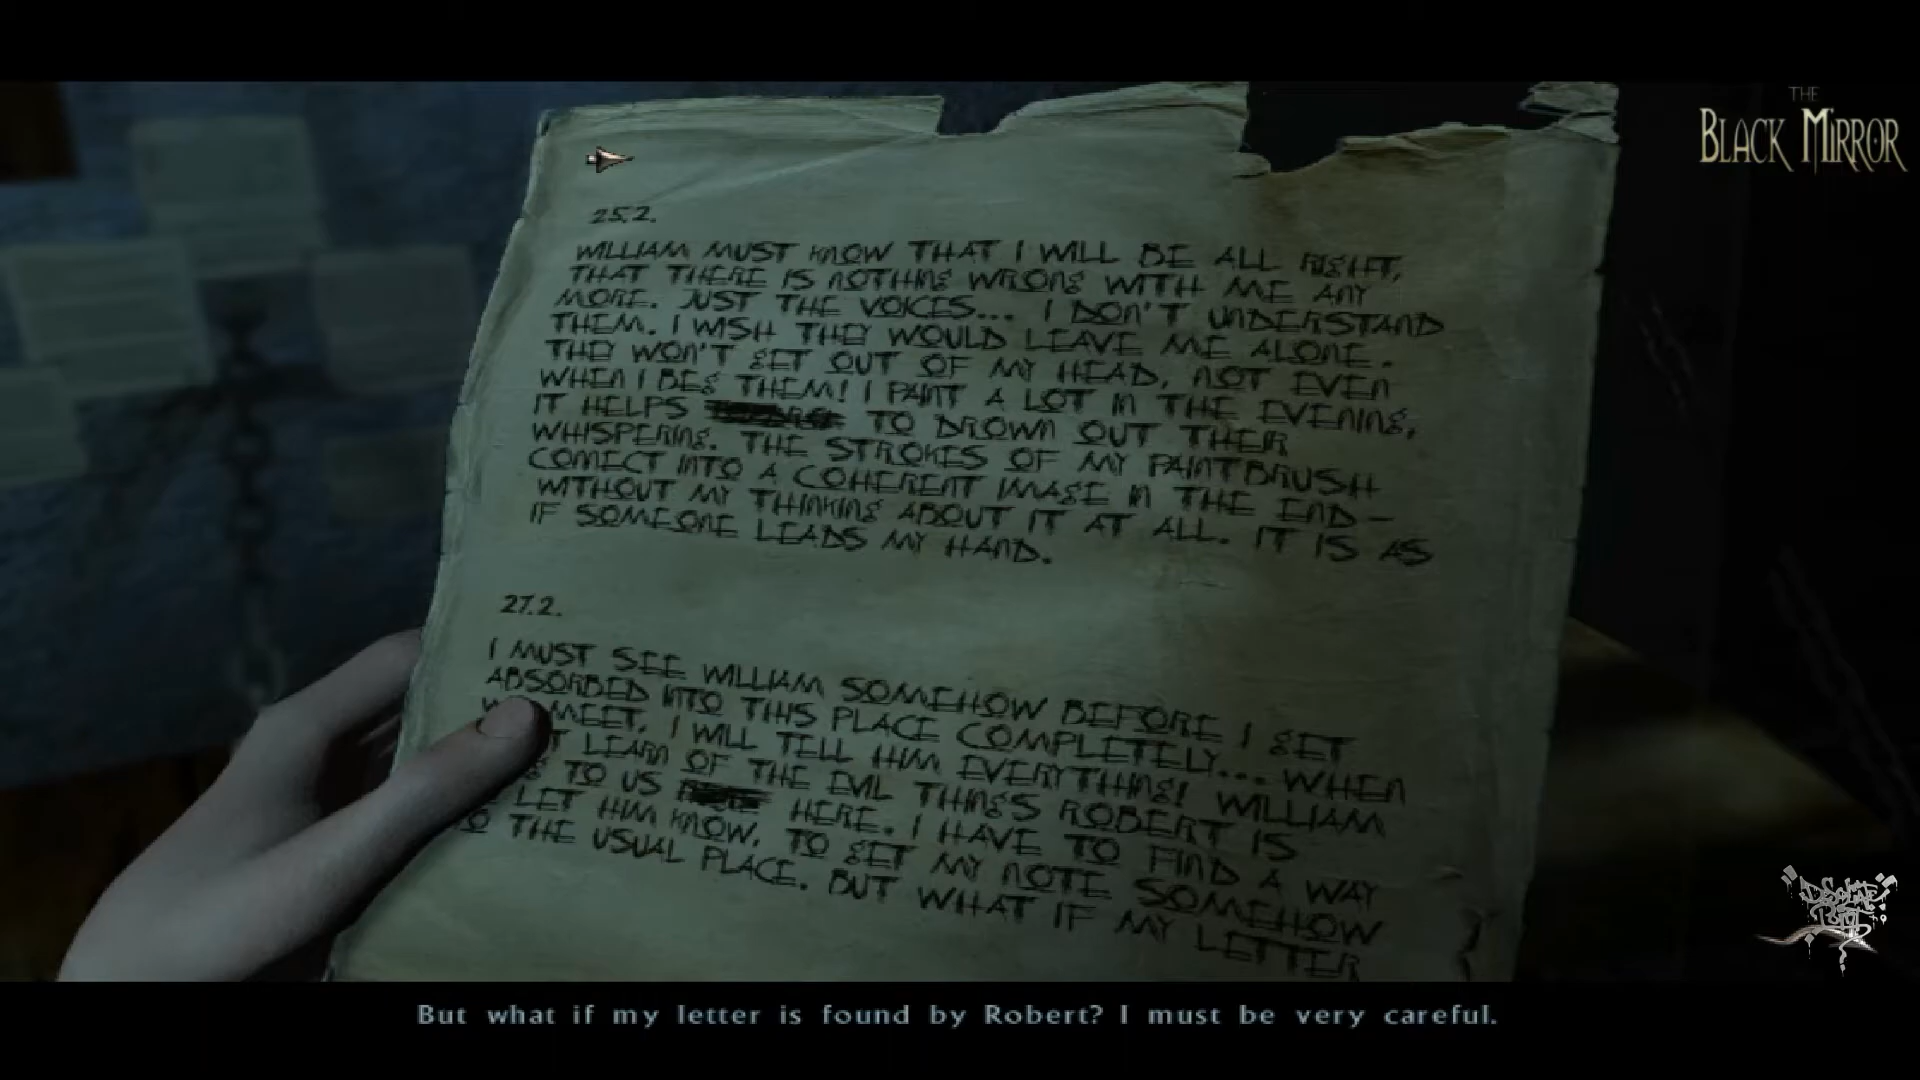 THE
BLACK MIRROR
25.2.
WILLIAM MUST KNOW THAT I WILL BE ALL RIGHT,
THAT THERE IS NOTHING WRONG WITH ME ANY
MORE. JUST THE VOICES... I DON'T UNDERSTAND
THEM. I WISH THEY WOULD LEAVE ME ALONE.
THEY WON'T GET OUT OF MY HEAD, NOT EVEN
WHEN I BEG THEM! I PAINT A LOT IN THE EVENING,
IT HELPS TO DROWN OUT THEIR
WHISPERING. THE STROKES OF MY PAINTBRUSH
CONNECT INTO A COHERENT IMAGE IN THE END-
WITHOUT MY THINKING ABOUT IT AT ALL. IT IS AS
IF SOMEONE LEADS MY HAND.
27.2.
I MUST SEE WILLIAM SOMEHOW BEFORE I GET
ABSORBED INTO THIS PLACE COMPLETELY... WHEN
MEET, I WILL TELL HIM EVERYTHING! WILLIAM
LEARN OF THE EVIL THINGS ROBERT IS
TO US HERE. I HAVE TO FIND A WAY
LET HIM KNOW, TO GET MY NOTE SOMEHOW
THE USUAL PLACE. BUT WHAT IF MY LETTER
But what if my letter is found by Robert? I must be very careful.